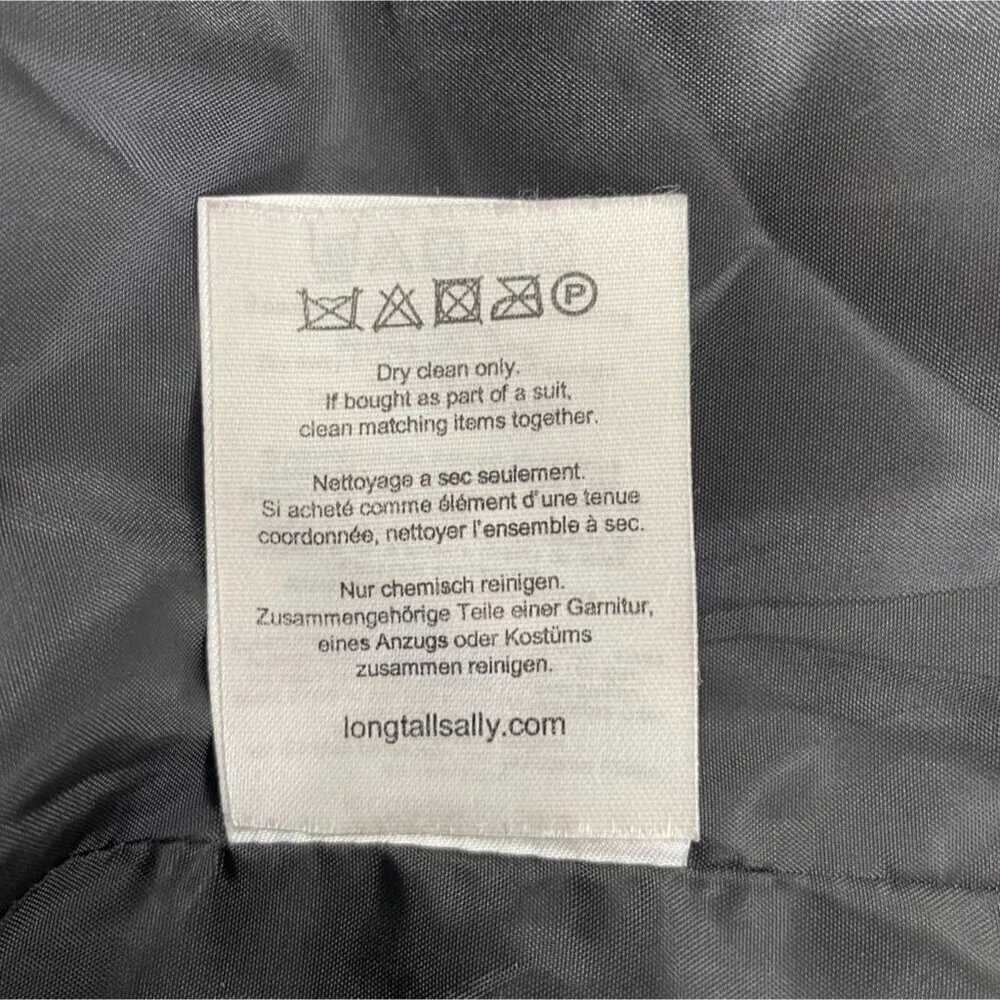 P
Dry clean only.
If bought as part of a suit,
clean matching items together.
Nettoyage a sec seulement.
Si acheté comme élément d'une tenue
coordonnée, nettoyer l'ensemble à sec.
Nur chemisch reinigen.
Zusammengehörige Teile einer Garnitur,
eines Anzugs oder Kostüms
zusammen reinigen.
longtallsally.com